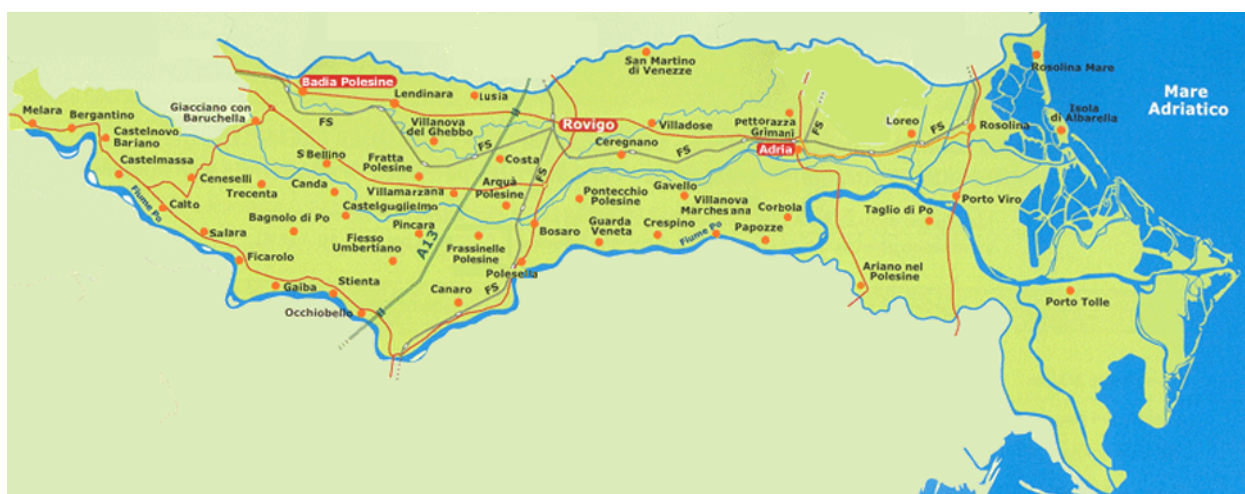 San Martino
di Venezze
Rosolina Mare
Mare
Adriatico
Badia Polesine
Lendinara
Lusia
Melara
Bergantino
Giacciano con
Baruchella
Castelnovo
Bariano
FS
Villanova
del Ghebbo
FS
Rovigo
Villadose
Pettorazza
Grimani
FS
Loreo
FS
Rosolina
Isola
di Albarella
Castelmassa
S.Bellino
Fratta
Polesine
Costa
FS
Ceregnano
FS
Adria
Ceneselli
Trecenta
Canda
Villamarzana
Arquà
Polesine
Pontecchio
Polesine
Gavello
Villanova
Marchesana
Corbola
Porto Viro
Fiume Po
Calto
Castelguglielmo
Bagnolo di Po
Pincara
A13
Bosaro
Guarda
Veneta
Crespino
Fiume Po
Papozze
Taglio di Po
Salara
Fiesso
Umbertiano
Frassinelle
Polesine
Ficarolo
Polesella
Ariano nel
Polesine
Gaiba
Stienta
Canaro
FS
Porto Tolle
Occhiobello